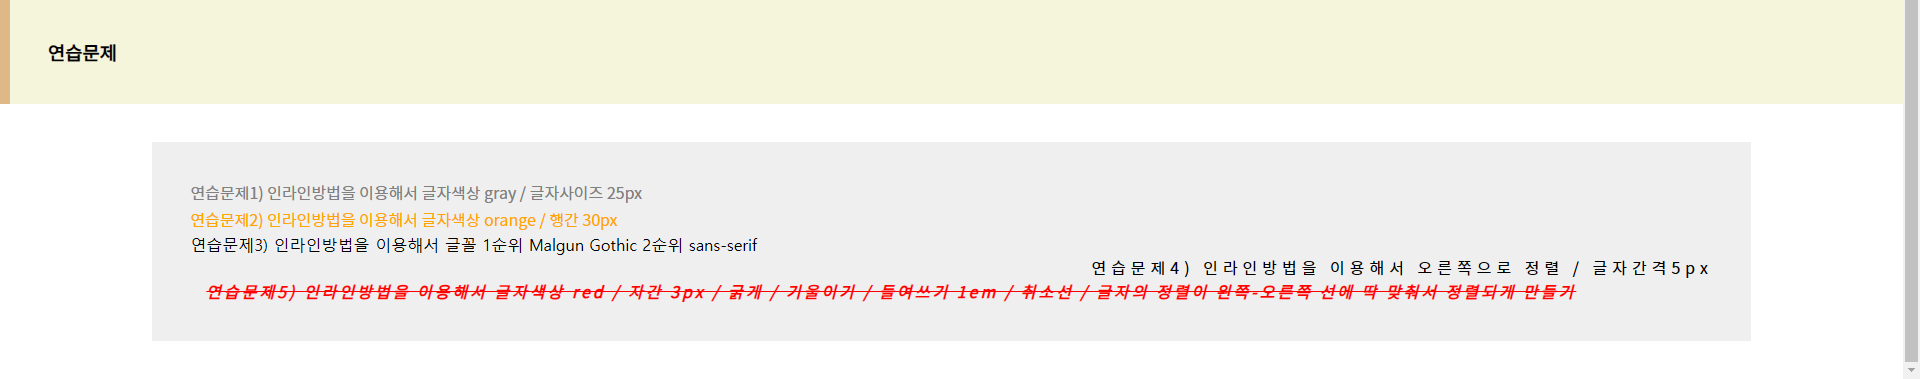 연습문제
연습문제1) 인라인방법을 이용해서 글자색상 gray / 글자사이즈 25px
연습문제2) 인라인방법을 이용해서 글자색상 orange / 행간 30px
연습문제3) 인라인방법을 이용해서 글꼴 1순위 Malgun Gothic 2순위 sans-serif
연습문제4) 인라인방법을 이용해서 오른쪽으로 정렬 / 글자간격5px
연습문제5) 인라인방법을 이용해서 글자색상 red / 자간 3px / 굵게 / 기울이기 / 들여쓰기 1em / 취소선 / 글자의 정렬이 왼쪽-오른쪽 선에 딱 맞춰서 정렬되게 만들기